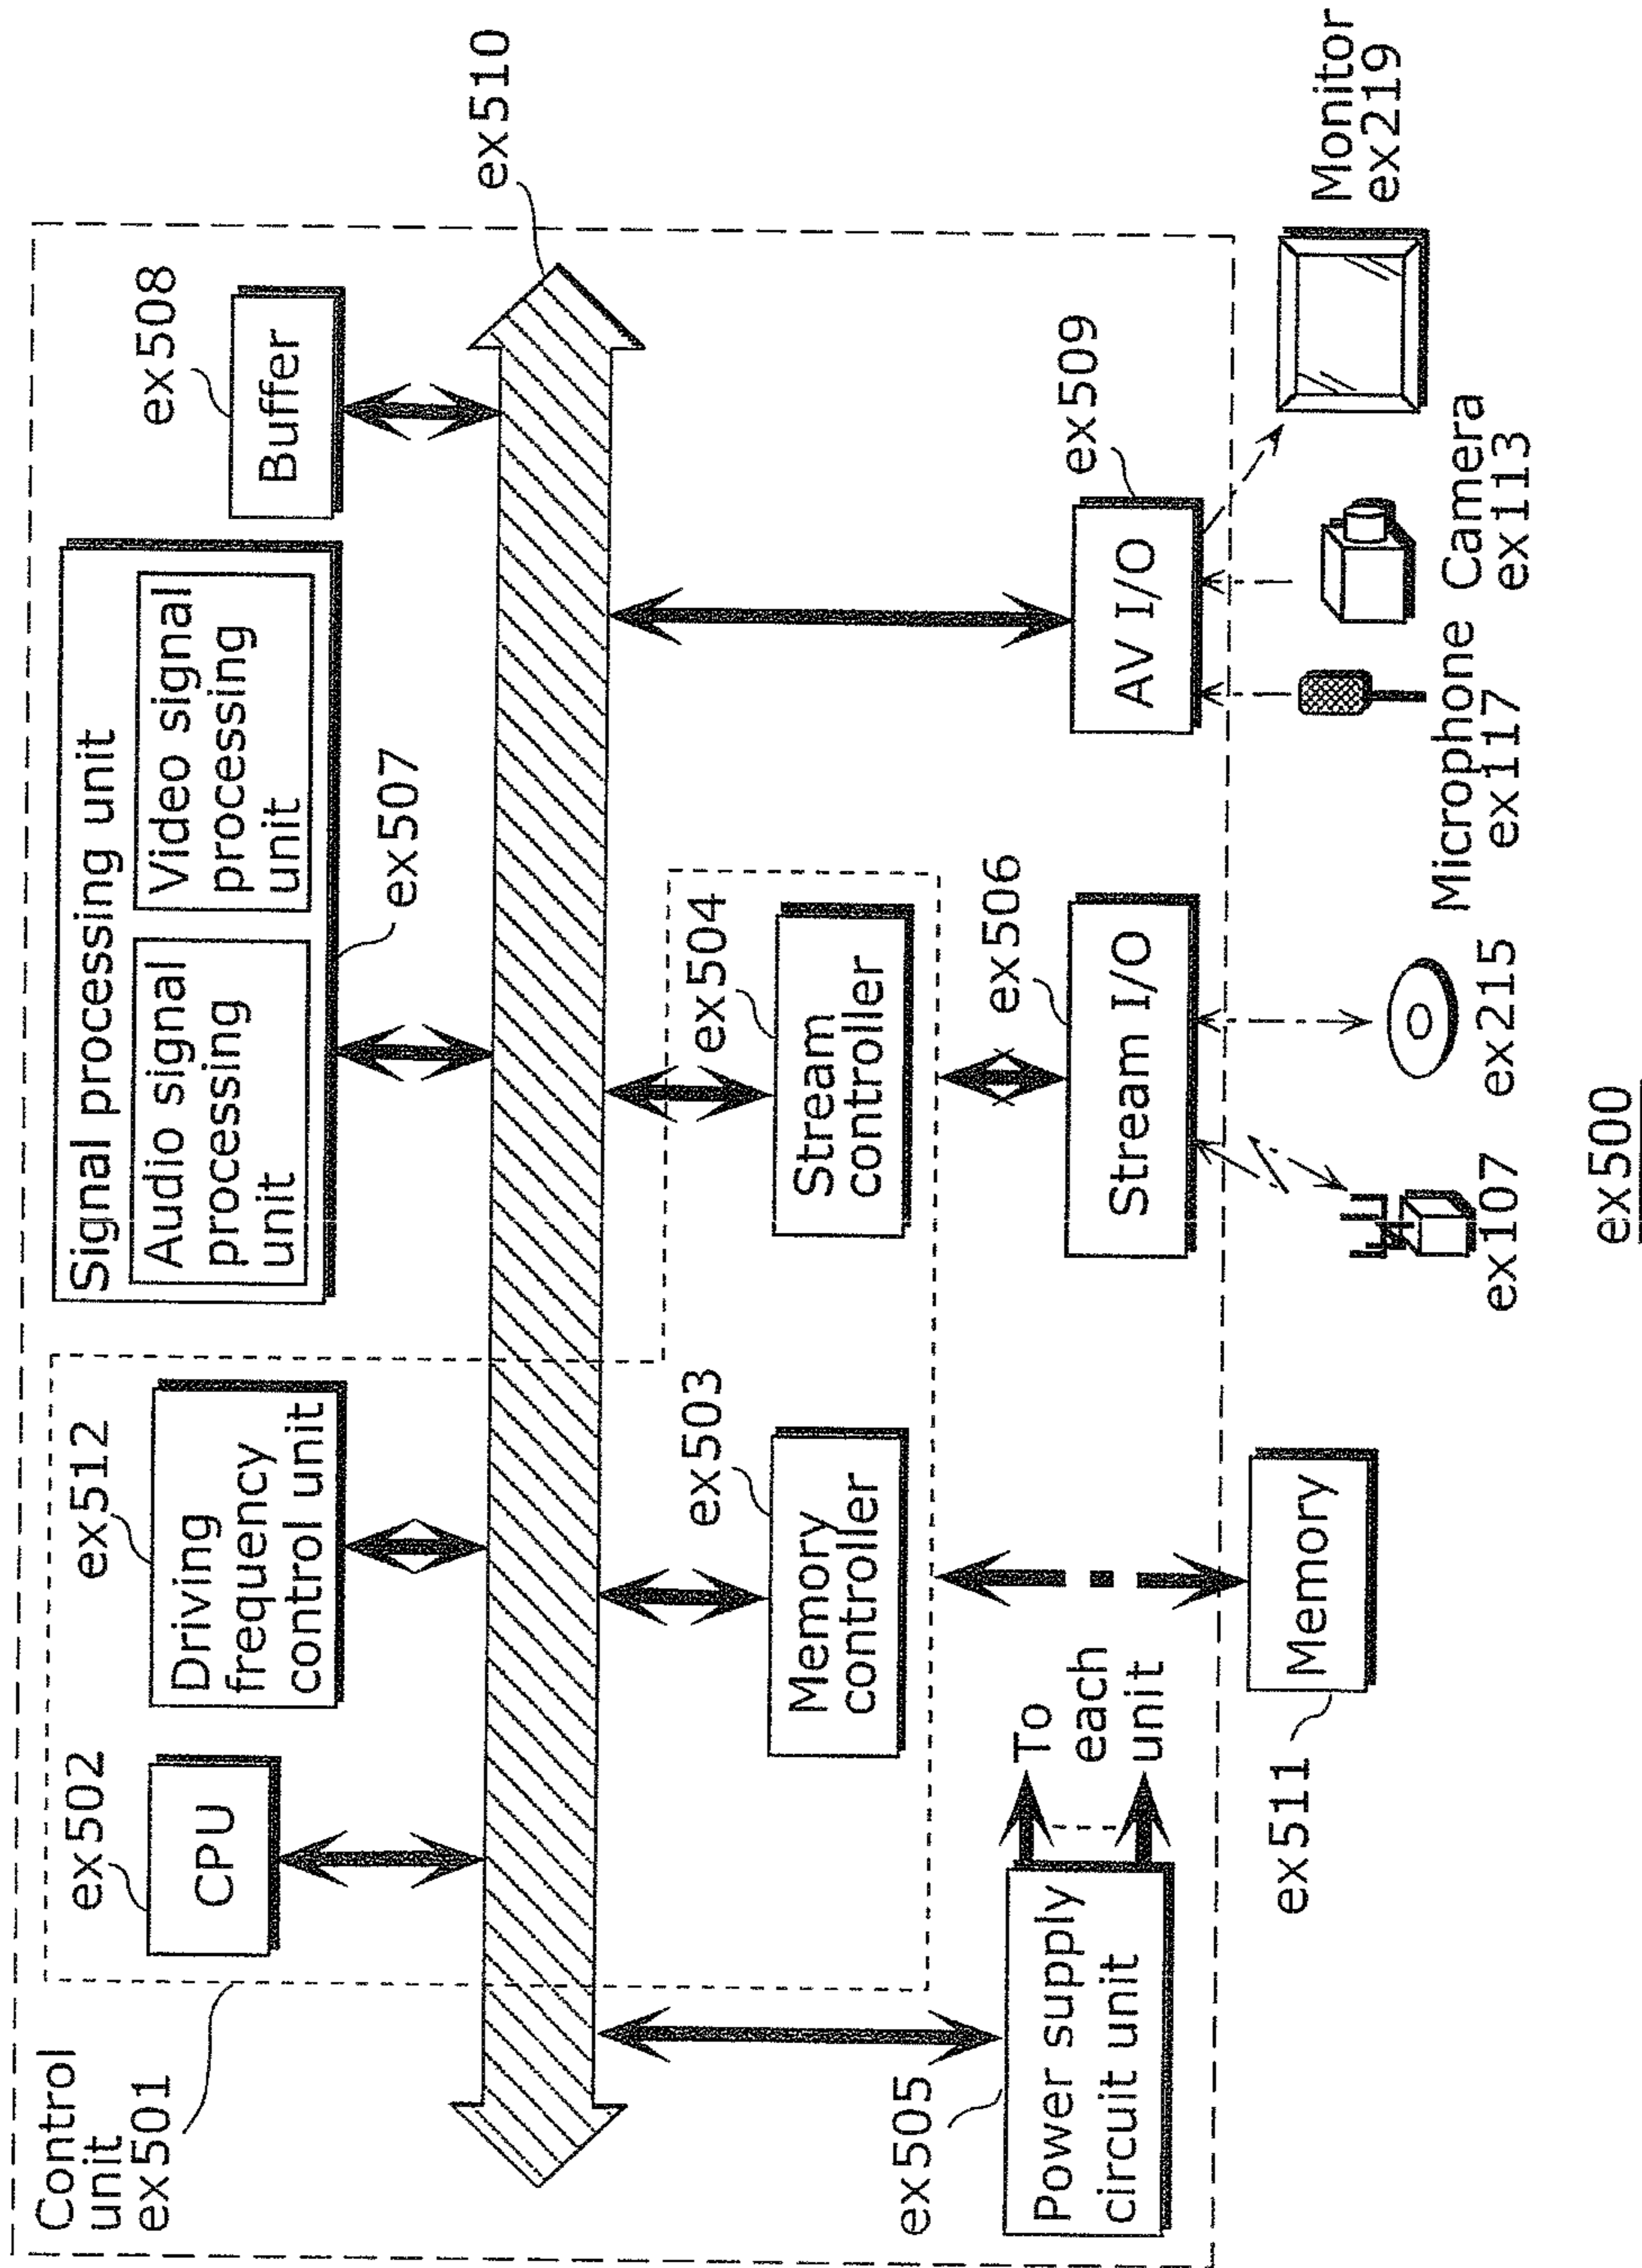 Control
unit
ex501
ex502
CPU
ex512
Driving
frequency
control unit
Signal processing unit
Audio signal
processing
unit
Video signal
processing
unit
ex507
ex508
Buffer
ex510
ex503
Memory
controller
ex504
Stream
controller
ex505
Power supply
circuit unit
To
each
unit
ex506
Stream I/O
ex509
AV I/O
ex511
Memory
ex107
ex215
Microphone
ex117
Camera
ex113
Monitor
ex219
ex500